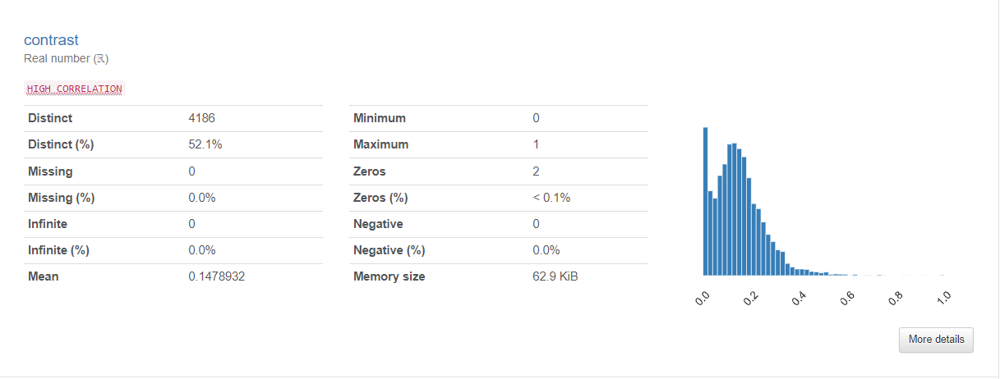 contrast
Real number (ℝ)
HIGH CORRELATION
Distinct 4186
Distinct (%) 52.1%
Missing 0
Missing (%) 0.0%
Infinite 0
Infinite (%) 0.0%
Mean 0.1478932
Minimum 0
Maximum 1
Zeros 2
Zeros (%) < 0.1%
Negative 0
Negative (%) 0.0%
Memory size 62.9 KiB
0.0 0.2 0.4 0.6 0.8 1.0
More details